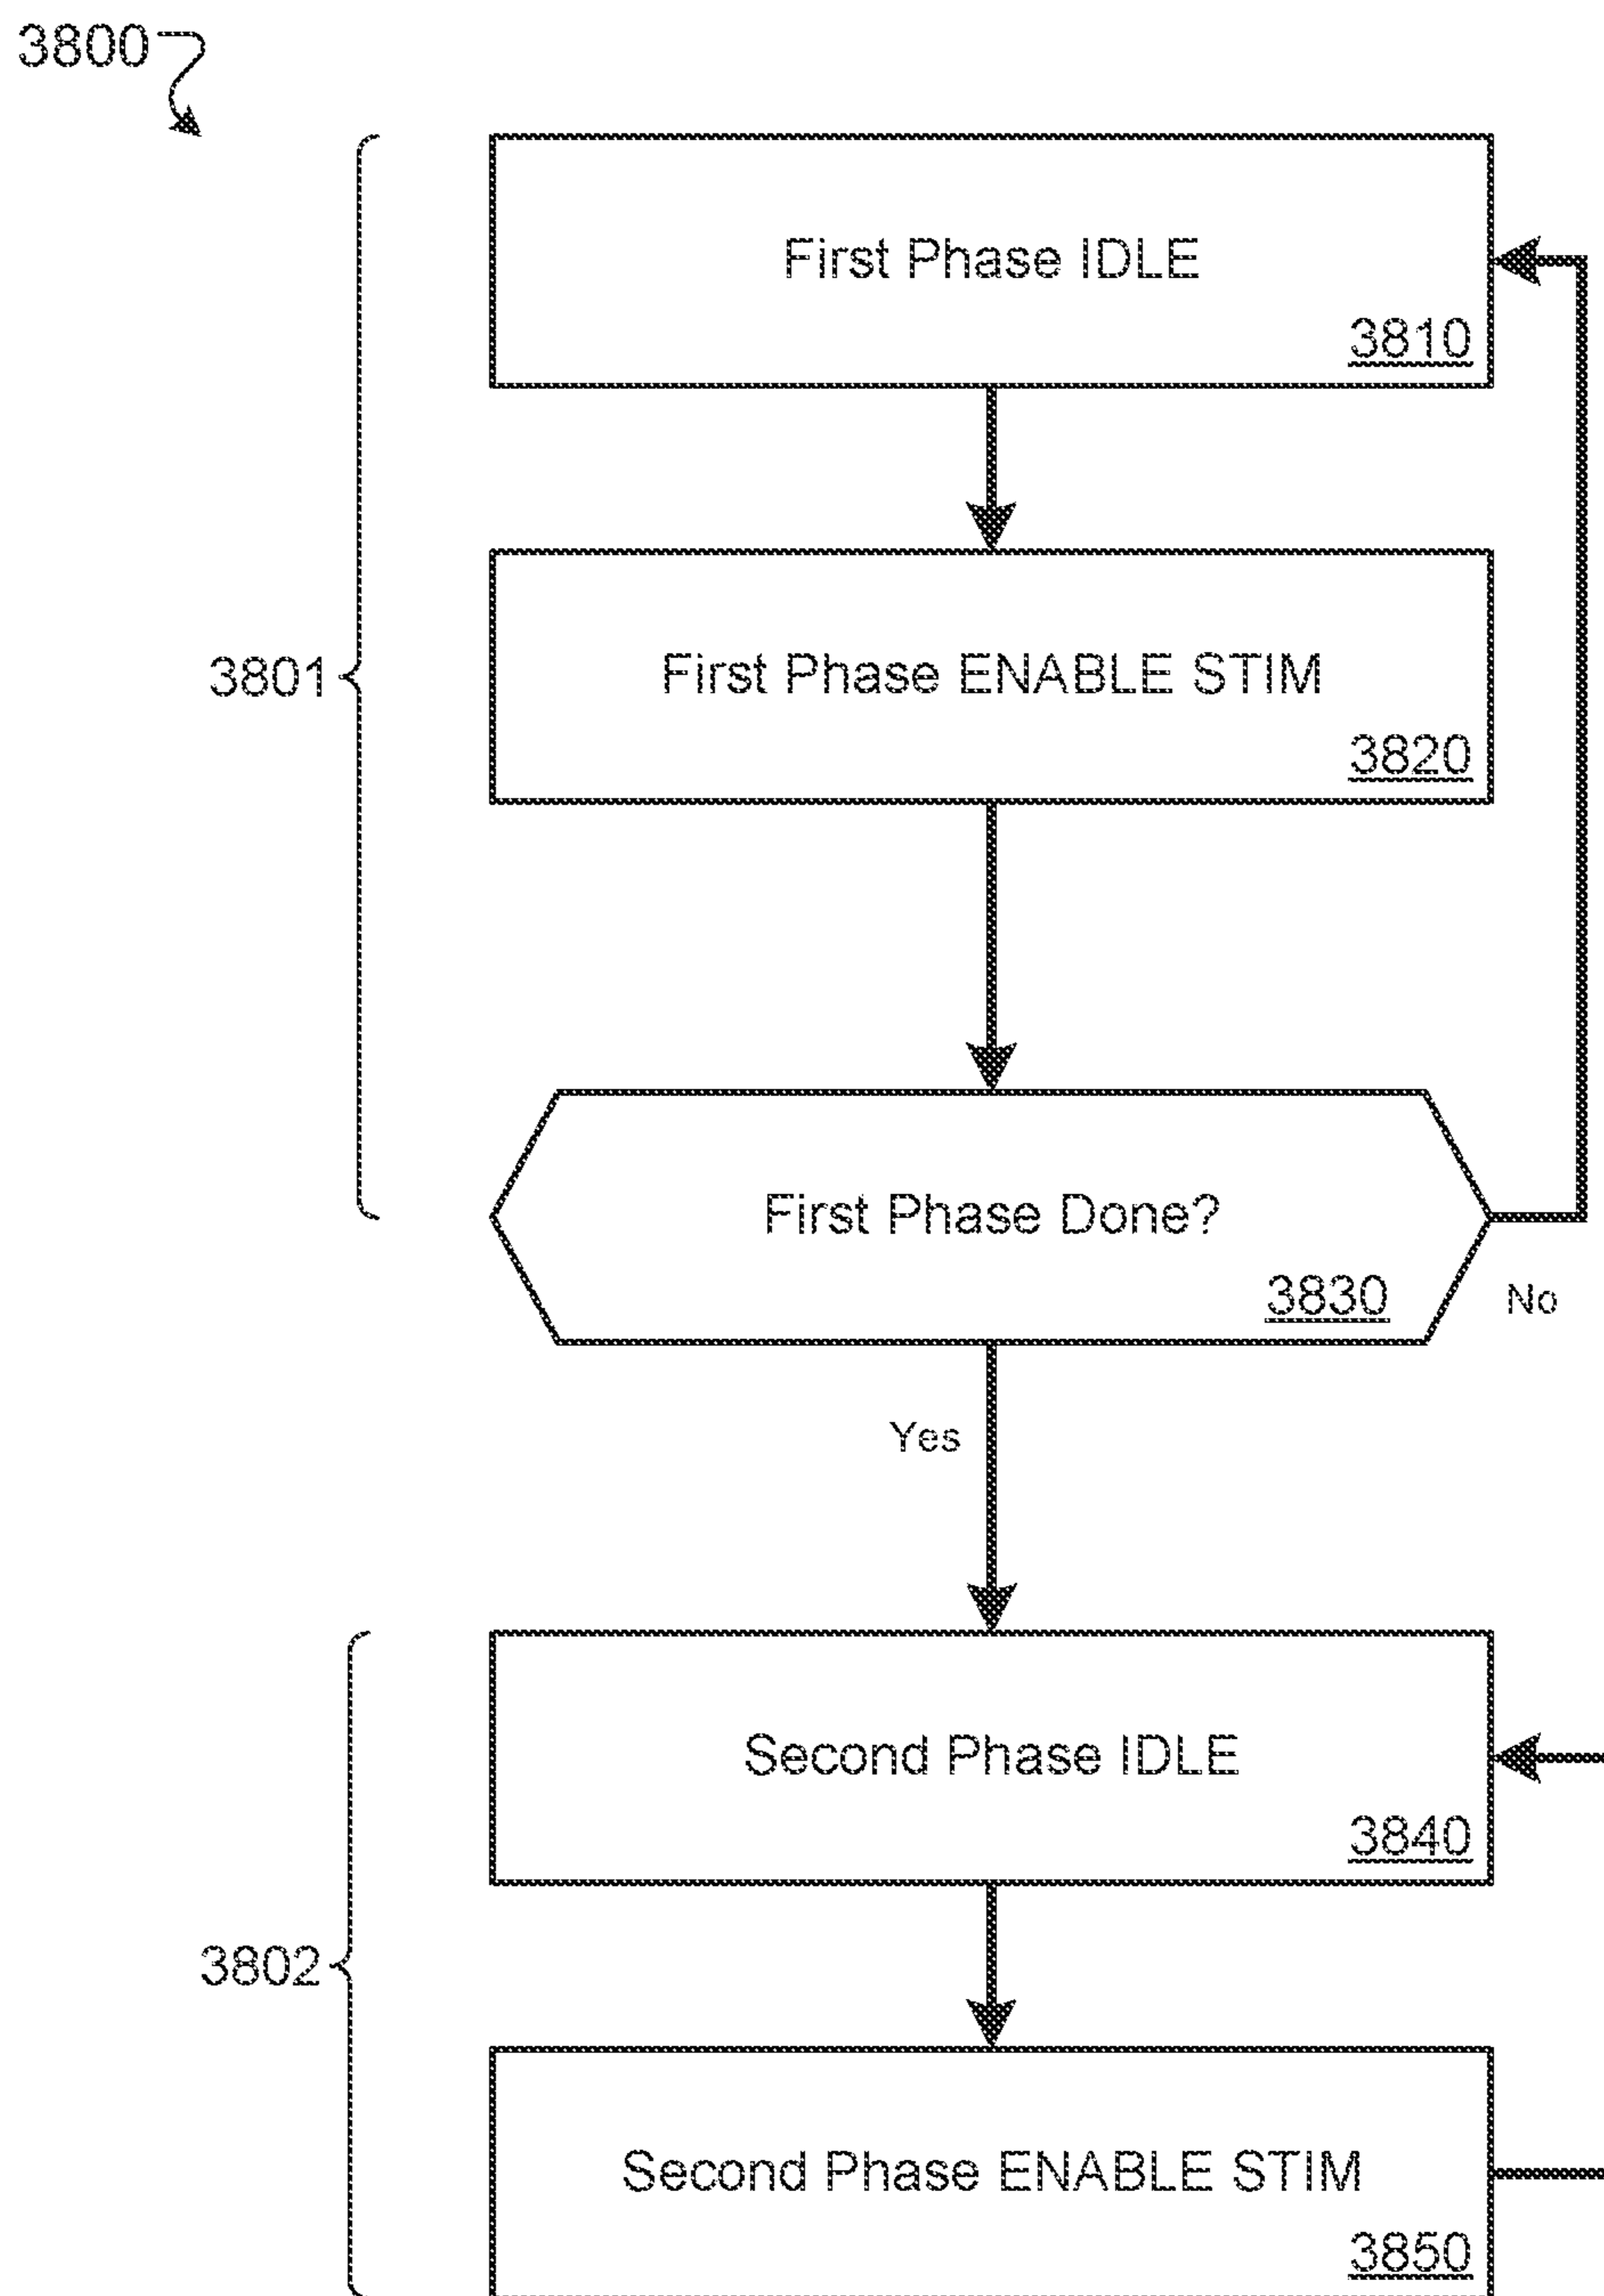 3800
First Phase IDLE
3810
First Phase ENABLE STIM
3820
3801
First Phase Done?
3830
No
Yes
Second Phase IDLE
3840
3802
Second Phase ENABLE STIM
3850